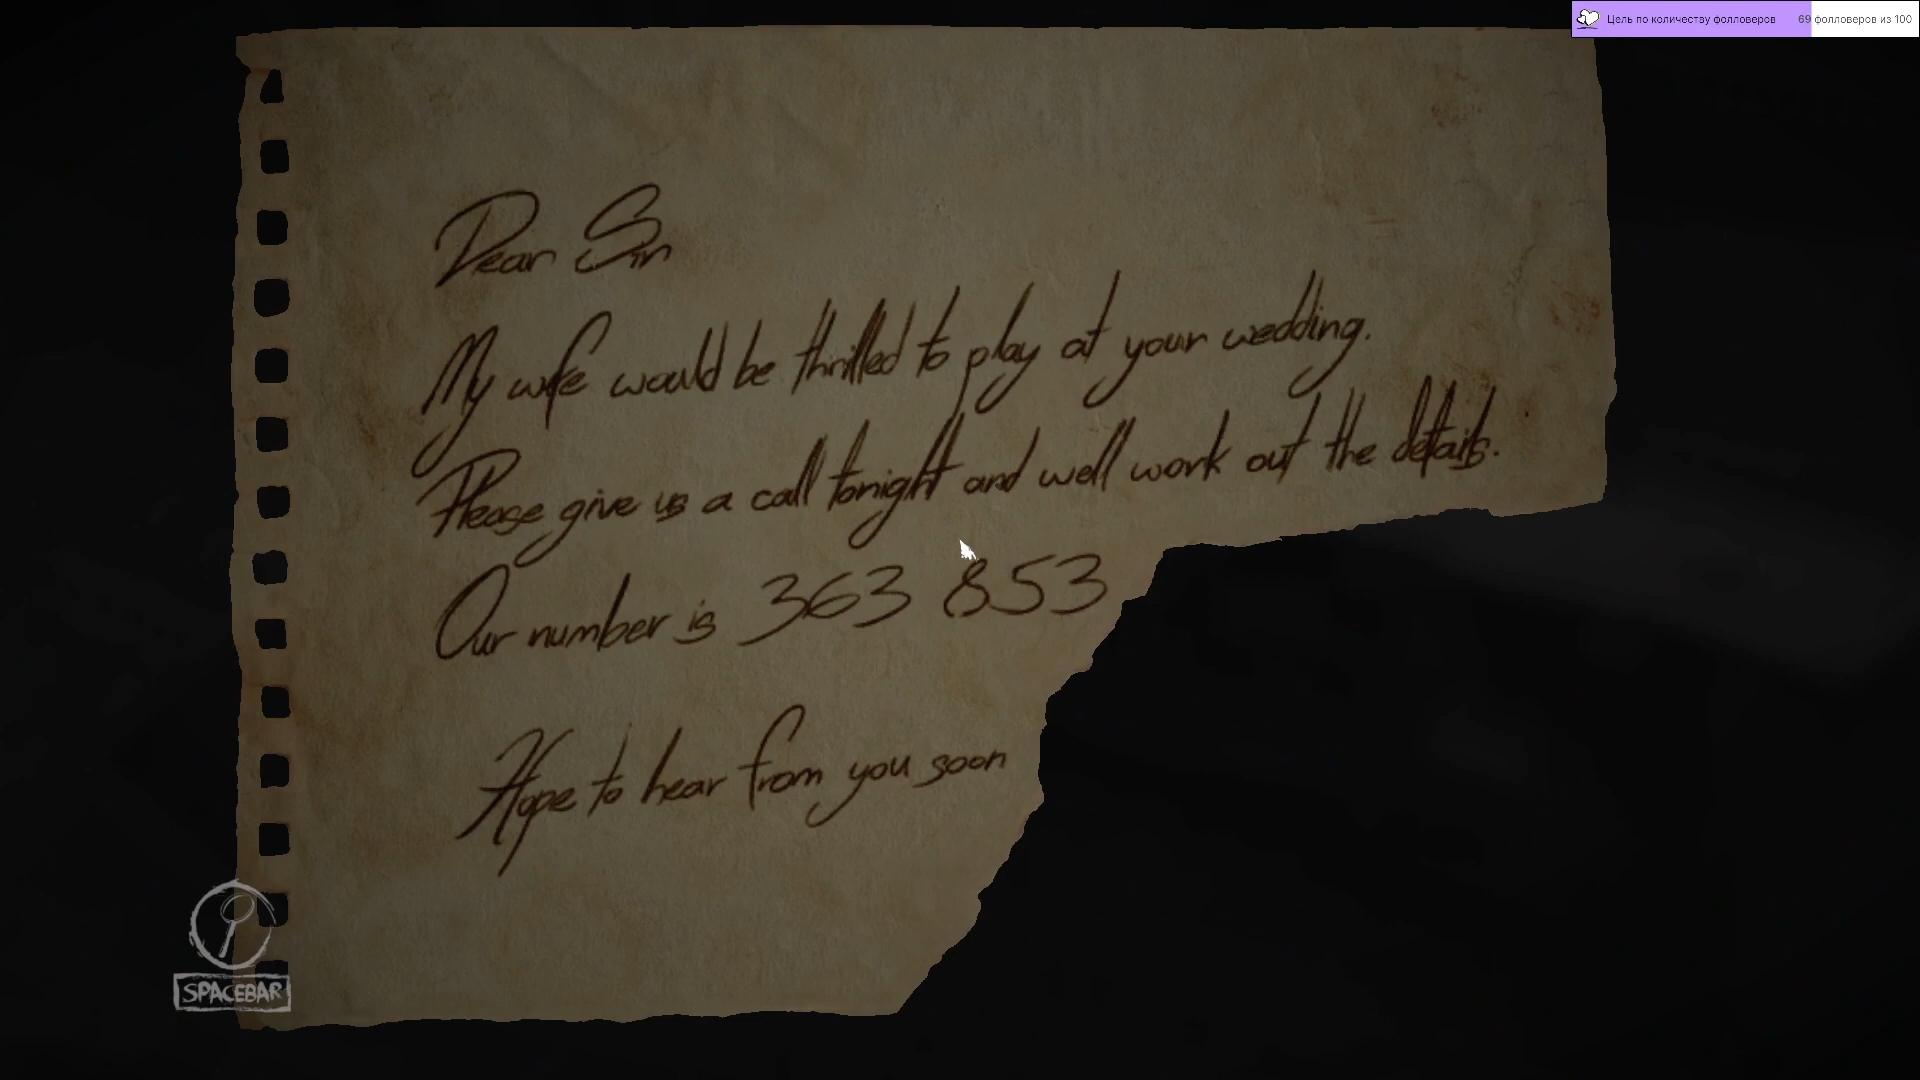 Цель по количеству фолловеров 69 фолловеров из 100
Dear Sir
My wife would be thrilled to play at your wedding.
Please give us a call tonight and well work out the details.
Our number is 363 853
Hope to hear from you soon
SPACEBAR